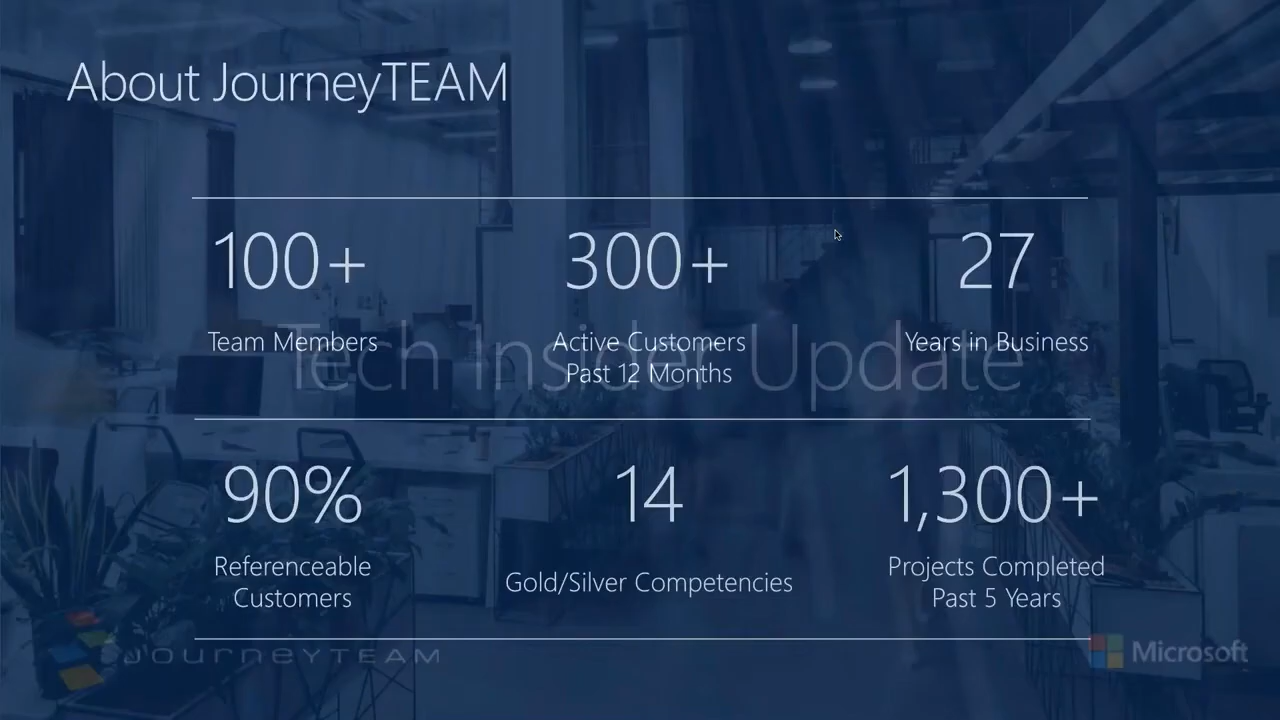 About JourneyTEAM
100+
300+
27
Team Members
Active Customers
Past 12 Months
Years in Business
Tech Insider Update
90%
14
1,300+
Referenceable
Customers
Gold/Silver Competencies
Projects Completed
Past 5 Years
JOURNEYTEAM
Microsoft